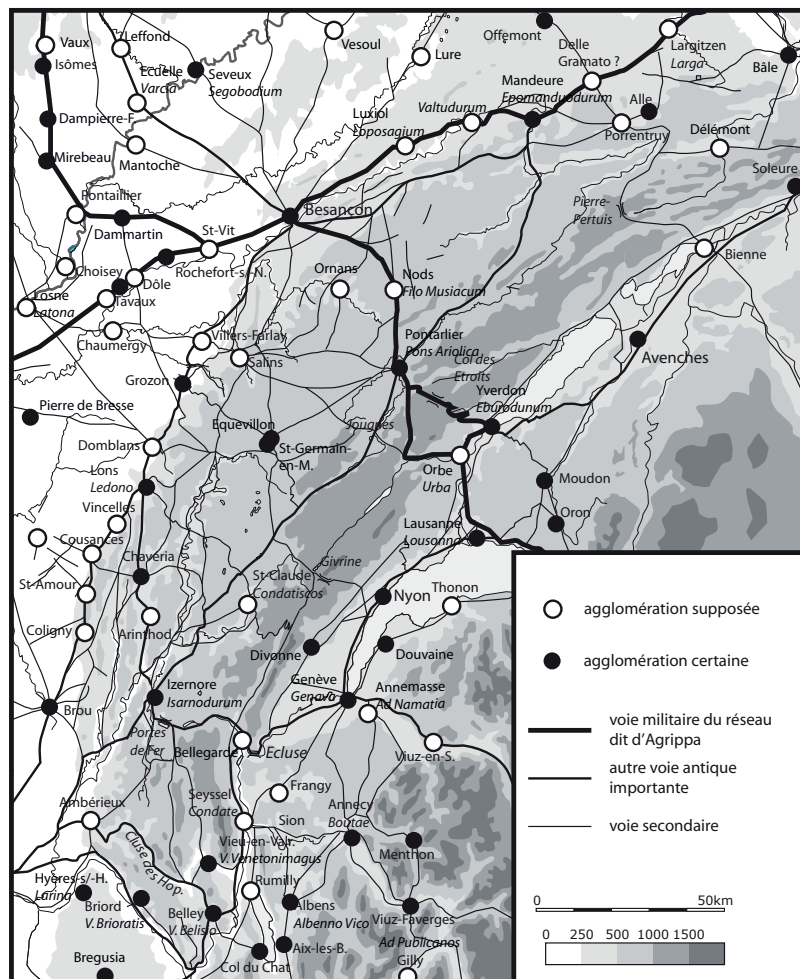 Vaux
Leffond
Vesoul
Offemont
Delle
Gramato ?
Largitzen
Larga
Isômes
Ecuelle
Varcia
Seveux
Segobodium
Lure
Bâle
Mandeure
Epomanduodurum
Alle
Dampierre-F.
Luxiol
Loposagium
Valtudurum
Porrentruy
Délémont
Mirebeau
Mantoche
Soleure
Pontaillier
Besançon
Pierre-
Pertuis
Dammartin
St-Vit
Bienne
Choisey
Rochefort-s/-N.
Ornans
Nods
Filo Musiacum
Dôle
Losne
Latona
Tavaux
Chaumergy
Villers-Farlay
Pontarlier
Pons Ariolica
Salins
Col des
Etroits
Avenches
Grozon
Yverdon
Eburodunum
Pierre de Bresse
Equevillon
Jougnes
Domblans
St-Germain-
en-M.
Orbe
Urba
Moudon
Lons
Ledono
Vincelles
Oron
Lausanne
Lousonna
Cousances
Chavéria
Givrine
St-Amour
St-Claude
Condatiscos
Nyon
Thonon
Coligny
Arinthod
Divonne
Douvaine
Izernore
Isarnodurum
Genève
Genava
Annemasse
Ad Namatia
Brou
Portes
de Fer
Bellegarde
Ecluse
Viuz-en-S.
Frangy
Ambérieux
Seyssel
Condate
Sion
Annecy
Boutae
Cluse des Hop.
Vieu-en-Valr.
V. Venetonimagus
Menthon
Hyères-s/-H.
Larina
Rumilly
Briord
V. Brioratis
Belley
V. Belisio
Albens
Albenno Vico
Viuz-Faverges
Bregusia
Col du Chat
Aix-les-B.
Ad Publicanos
Gilly
agglomération supposée
agglomération certaine
voie militaire du réseau
dit d'Agrippa
autre voie antique
importante
voie secondaire
0 50km
0 250 500 1000 1500